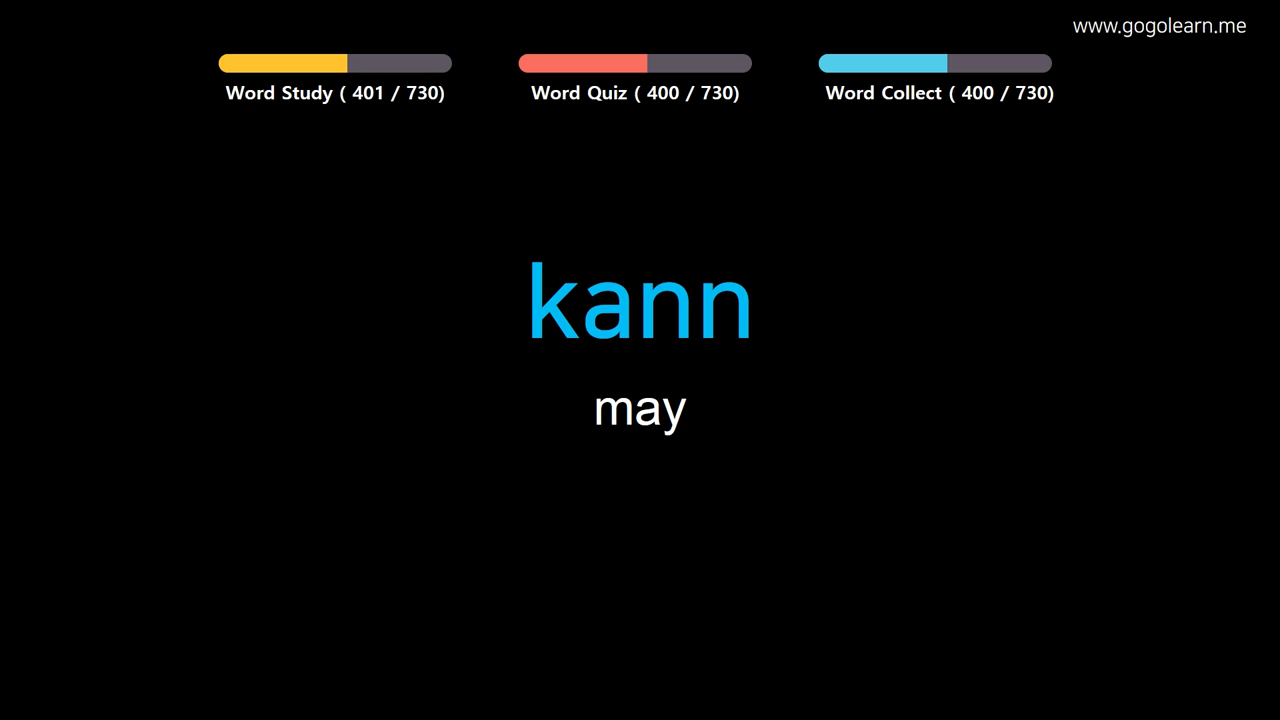 www.gogolearn.me
Word Study ( 401 / 730)
Word Quiz ( 400 / 730)
Word Collect ( 400 / 730)
kann
may